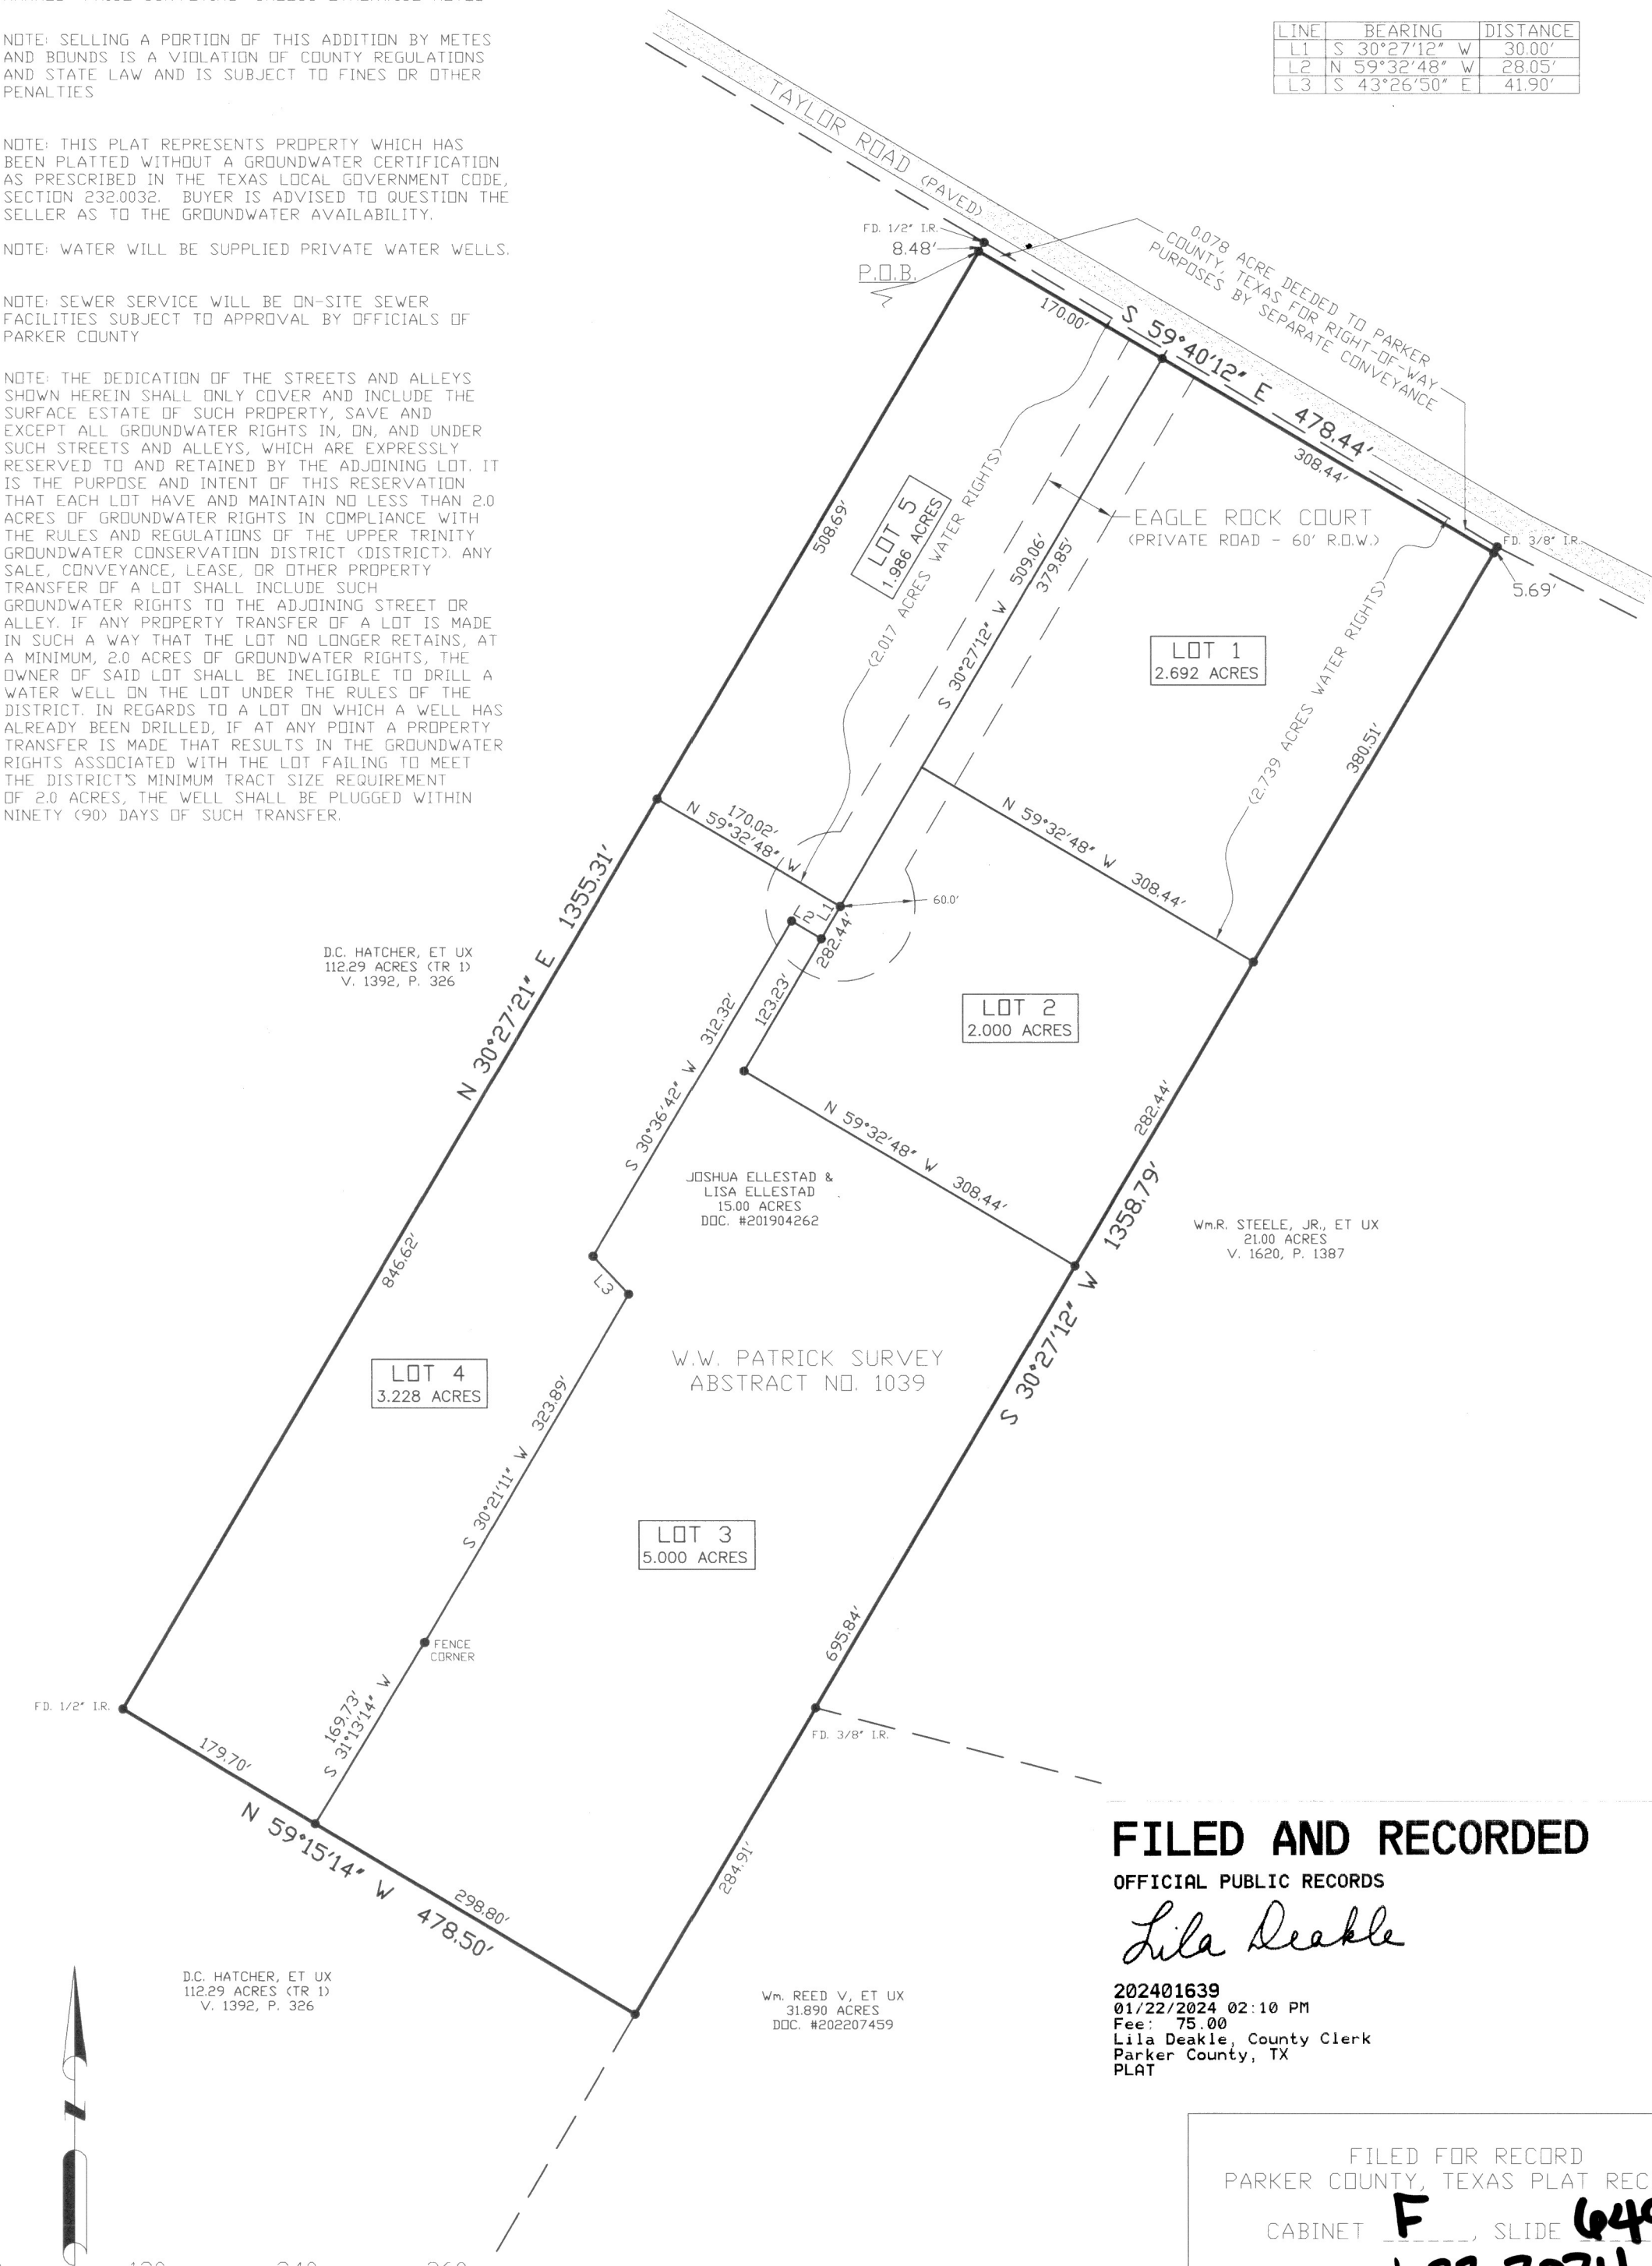 NOTE: SELLING A PORTION OF THIS ADDITION BY METES
AND BOUNDS IS A VIOLATION OF COUNTY REGULATIONS
AND STATE LAW AND IS SUBJECT TO FINES OR OTHER
PENALTIES
NOTE: THIS PLAT REPRESENTS PROPERTY WHICH HAS
BEEN PLATTED WITHOUT A GROUNDWATER CERTIFICATION
AS PRESCRIBED IN THE TEXAS LOCAL GOVERNMENT CODE,
SECTION 232.0032. BUYER IS ADVISED TO QUESTION THE
SELLER AS TO THE GROUNDWATER AVAILABILITY.
NOTE: WATER WILL BE SUPPLIED PRIVATE WATER WELLS.
NOTE: SEWER SERVICE WILL BE ON-SITE SEWER
FACILITIES SUBJECT TO APPROVAL BY OFFICIALS OF
PARKER COUNTY
NOTE: THE DEDICATION OF THE STREETS AND ALLEYS
SHOWN HEREIN SHALL ONLY COVER AND INCLUDE THE
SURFACE ESTATE OF SUCH PROPERTY, SAVE AND
EXCEPT ALL GROUNDWATER RIGHTS IN, ON, AND UNDER
SUCH STREETS AND ALLEYS, WHICH ARE EXPRESSLY
RESERVED TO AND RETAINED BY THE ADJOINING LOT. IT
IS THE PURPOSE AND INTENT OF THIS RESERVATION
THAT EACH LOT HAVE AND MAINTAIN NO LESS THAN 2.0
ACRES OF GROUNDWATER RIGHTS IN COMPLIANCE WITH
THE RULES AND REGULATIONS OF THE UPPER TRINITY
GROUNDWATER CONSERVATION DISTRICT (DISTRICT). ANY
SALE, CONVEYANCE, LEASE, OR OTHER PROPERTY
TRANSFER OF A LOT SHALL INCLUDE SUCH
GROUNDWATER RIGHTS TO THE ADJOINING STREET OR
ALLEY. IF ANY PROPERTY TRANSFER OF A LOT IS MADE
IN SUCH A WAY THAT THE LOT NO LONGER RETAINS, AT
A MINIMUM, 2.0 ACRES OF GROUNDWATER RIGHTS, THE
OWNER OF SAID LOT SHALL BE INELIGIBLE TO DRILL A
WATER WELL ON THE LOT UNDER THE RULES OF THE
DISTRICT. IN REGARDS TO A LOT ON WHICH A WELL HAS
ALREADY BEEN DRILLED, IF AT ANY POINT A PROPERTY
TRANSFER IS MADE THAT RESULTS IN THE GROUNDWATER
RIGHTS ASSOCIATED WITH THE LOT FAILING TO MEET
THE DISTRICT'S MINIMUM TRACT SIZE REQUIREMENT
OF 2.0 ACRES, THE WELL SHALL BE PLUGGED WITHIN
NINETY (90) DAYS OF SUCH TRANSFER.
LINE BEARING DISTANCE
L1 S 30°27'12" W 30.00'
L2 N 59°32'48" W 28.05'
L3 S 43°26'50" E 41.90'
TAYLOR ROAD (PAVED)
FD. 1/2" I.R.
8.48'
P.O.B.
0.078 ACRE DEEDED TO PARKER
COUNTY, TEXAS FOR RIGHT-OF-WAY
PURPOSES BY SEPARATE CONVEYANCE
170.00'
S 59°40'12" E 478.44'
308.44'
FD. 3/8" I.R.
5.69'
508.69'
LOT 5
1.986 ACRES
(2.017 ACRES WATER RIGHTS)
S 30°27'12" W 509.06'
379.85'
EAGLE ROCK COURT
(PRIVATE ROAD - 60' R.O.W.)
LOT 1
2.692 ACRES
(2.739 ACRES WATER RIGHTS)
380.51'
170.02'
N 59°32'48" W
N 59°32'48" W 308.44'
L2 L1
60.0'
282.44'
123.23'
N 30°27'21" E 1355.31'
D.C. HATCHER, ET UX
112.29 ACRES (TR 1)
V. 1392, P. 326
LOT 2
2.000 ACRES
S 30°36'42" W 312.32'
N 59°32'48" W 308.44'
282.44'
JOSHUA ELLESTAD &
LISA ELLESTAD
15.00 ACRES
DOC. #201904262
S 30°27'12" W 1358.79'
Wm.R. STEELE, JR., ET UX
21.00 ACRES
V. 1620, P. 1387
846.62'
L3
W.W. PATRICK SURVEY
ABSTRACT NO. 1039
LOT 4
3.228 ACRES
S 30°21'11" W 323.89'
LOT 3
5.000 ACRES
695.84'
FENCE
CORNER
FD. 1/2" I.R.
169.73'
S 31°13'14" W
FD. 3/8" I.R.
179.70'
N 59°15'14" W 478.50'
298.80'
284.91'
D.C. HATCHER, ET UX
112.29 ACRES (TR 1)
V. 1392, P. 326
Wm. REED V, ET UX
31.890 ACRES
DOC. #202207459
FILED AND RECORDED
OFFICIAL PUBLIC RECORDS
Lila Deakle
202401639
01/22/2024 02:10 PM
Fee: 75.00
Lila Deakle, County Clerk
Parker County, TX
PLAT
FILED FOR RECORD
PARKER COUNTY, TEXAS PLAT REC
CABINET F, SLIDE